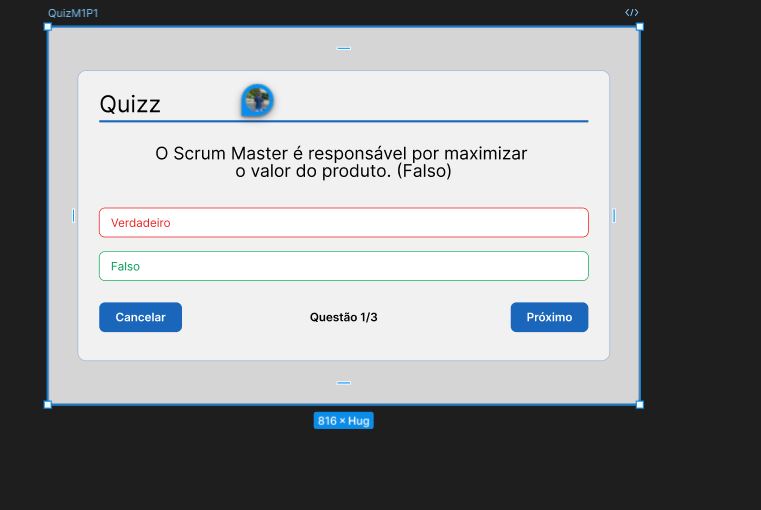 QuizM1P1
Quizz
O Scrum Master é responsável por maximizar
o valor do produto. (Falso)
Verdadeiro
Falso
Cancelar
Questão 1/3
Próximo
816 × Hug